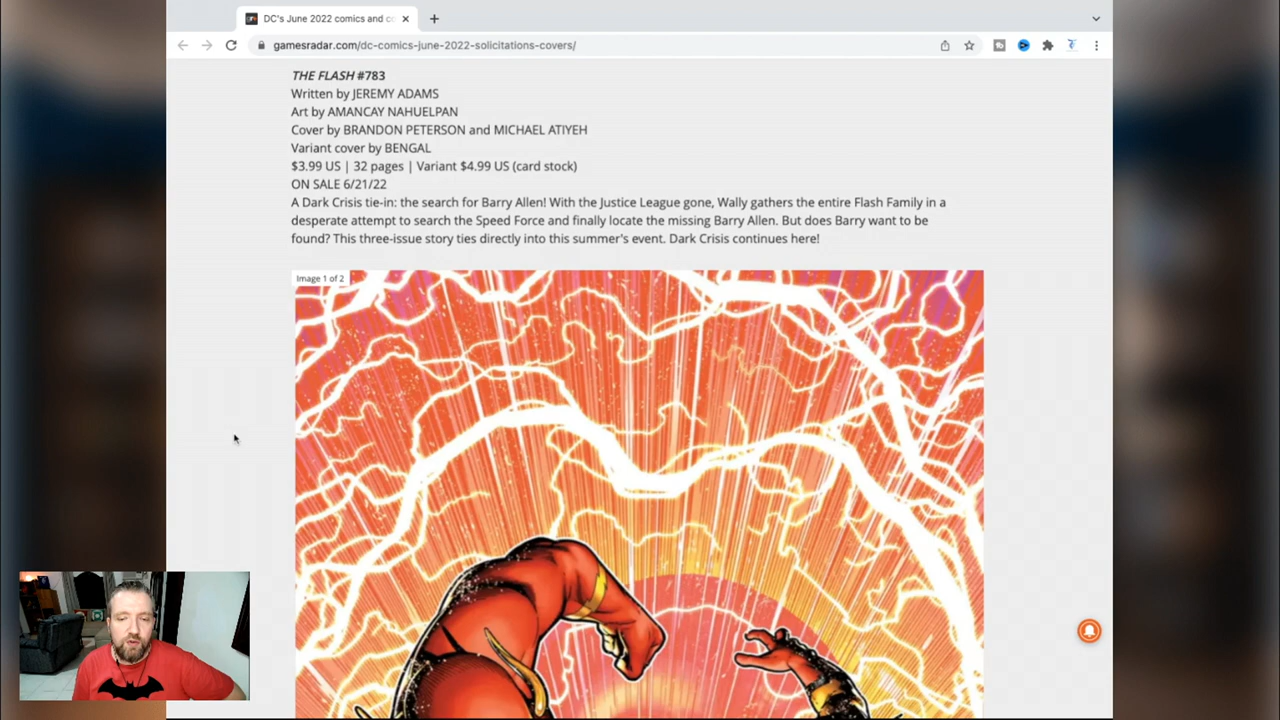 DC's June 2022 comics and co
gamesradar.com/dc-comics-june-2022-solicitations-covers/
THE FLASH #783
Written by JEREMY ADAMS
Art by AMANCAY NAHUELPAN
Cover by BRANDON PETERSON and MICHAEL ATIYEH
Variant cover by BENGAL
$3.99 US | 32 pages | Variant $4.99 US (card stock)
ON SALE 6/21/22
A Dark Crisis tie-in: the search for Barry Allen! With the Justice League gone, Wally gathers the entire Flash Family in a
desperate attempt to search the Speed Force and finally locate the missing Barry Allen. But does Barry want to be
found? This three-issue story ties directly into this summer's event. Dark Crisis continues here!
Image 1 of 2